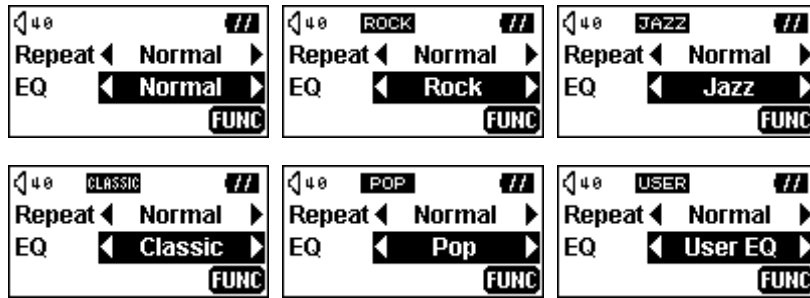 40
Repeat Normal
EQ Normal
FUNC
40 ROCK
Repeat Normal
EQ Rock
FUNC
40 JAZZ
Repeat Normal
EQ Jazz
FUNC
40 CLASSIC
Repeat Normal
EQ Classic
FUNC
40 POP
Repeat Normal
EQ Pop
FUNC
40 USER
Repeat Normal
EQ User EQ
FUNC